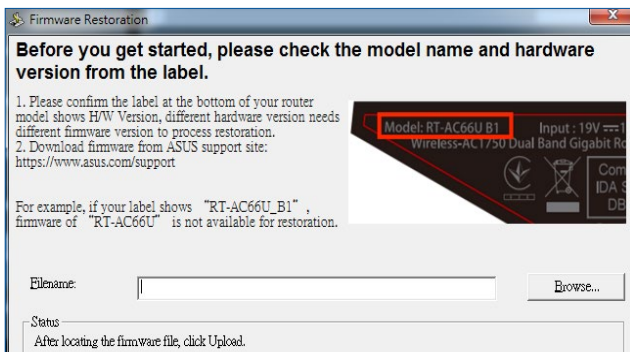 Firmware Restoration
Before you get started, please check the model name and hardware
version from the label.
1. Please confirm the label at the bottom of your router
model shows H/W Version, different hardware version needs
different firmware version to process restoration.
2. Download firmware from ASUS support site:
https://www.asus.com/support
For example, if your label shows “RT-AC66U_B1”,
firmware of “RT-AC66U” is not available for restoration.
Model: RT-AC66U B1 Input : 19V
Wireless-AC1750 Dual Band Gigabit
Com
IDA
DB
Filename:
Browse...
Status
After locating the firmware file, click Upload.